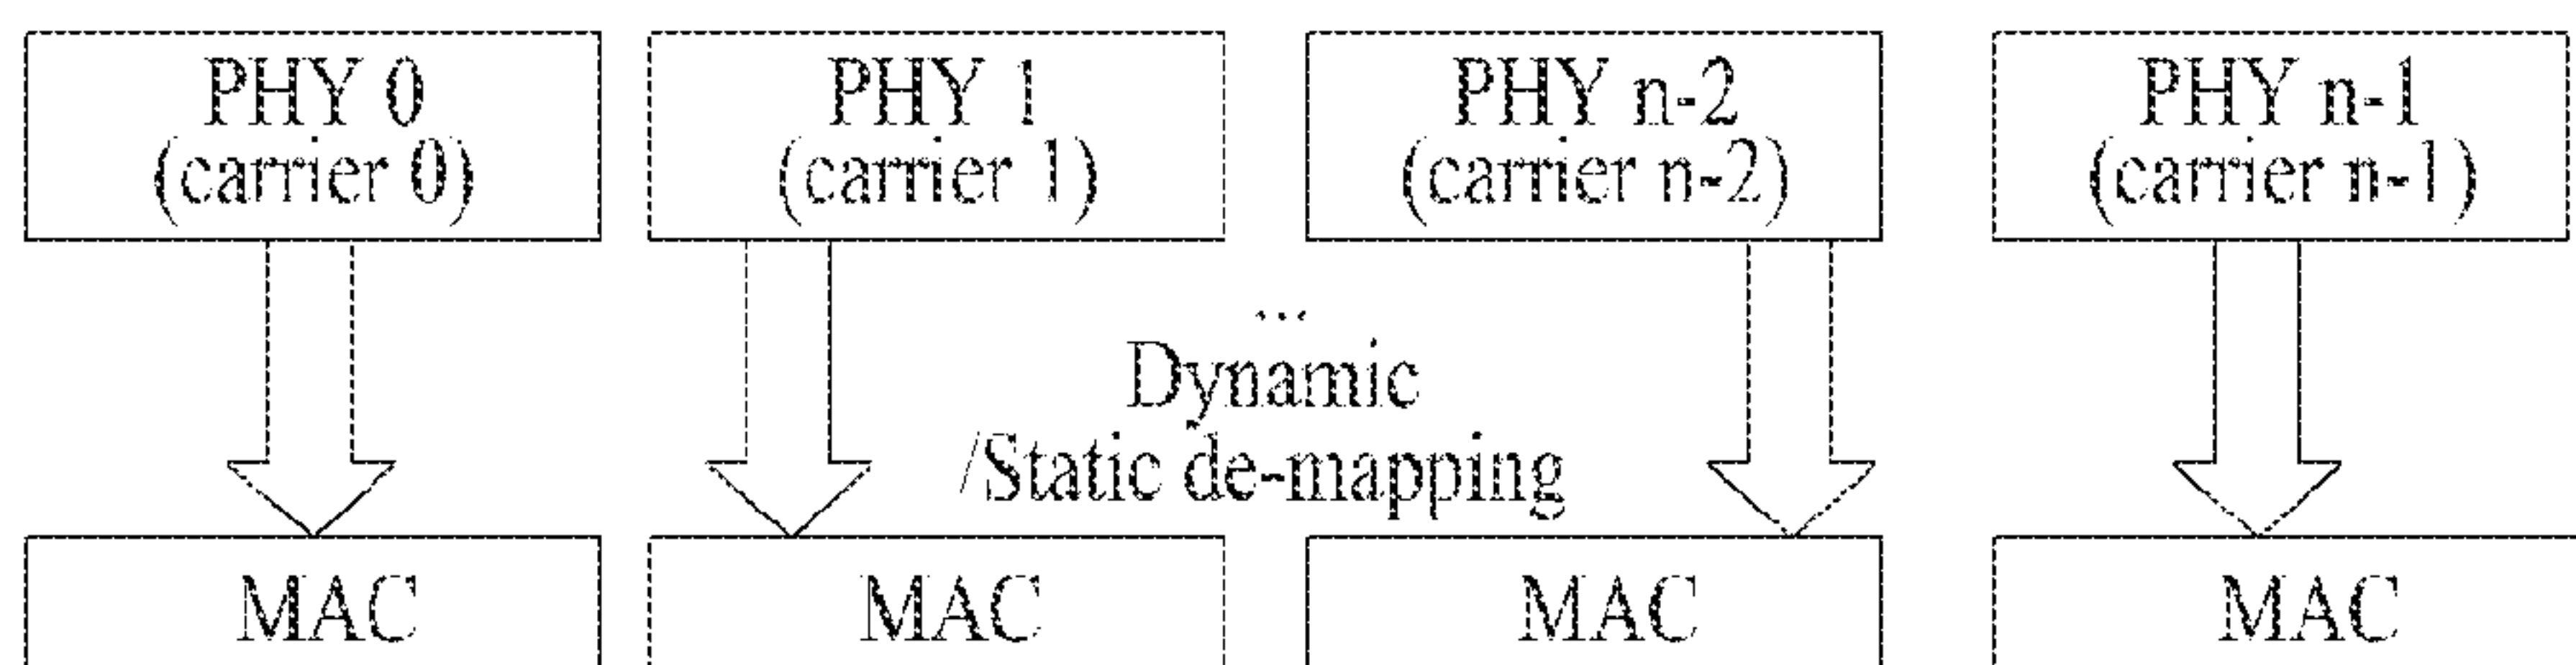 PHY 0
(carrier 0)
PHY 1
(carrier 1)
PHY n-2
(carrier n-2)
PHY n-1
(carrier n-1)
...
Dynamic
/Static de-mapping
MAC
MAC
MAC
MAC